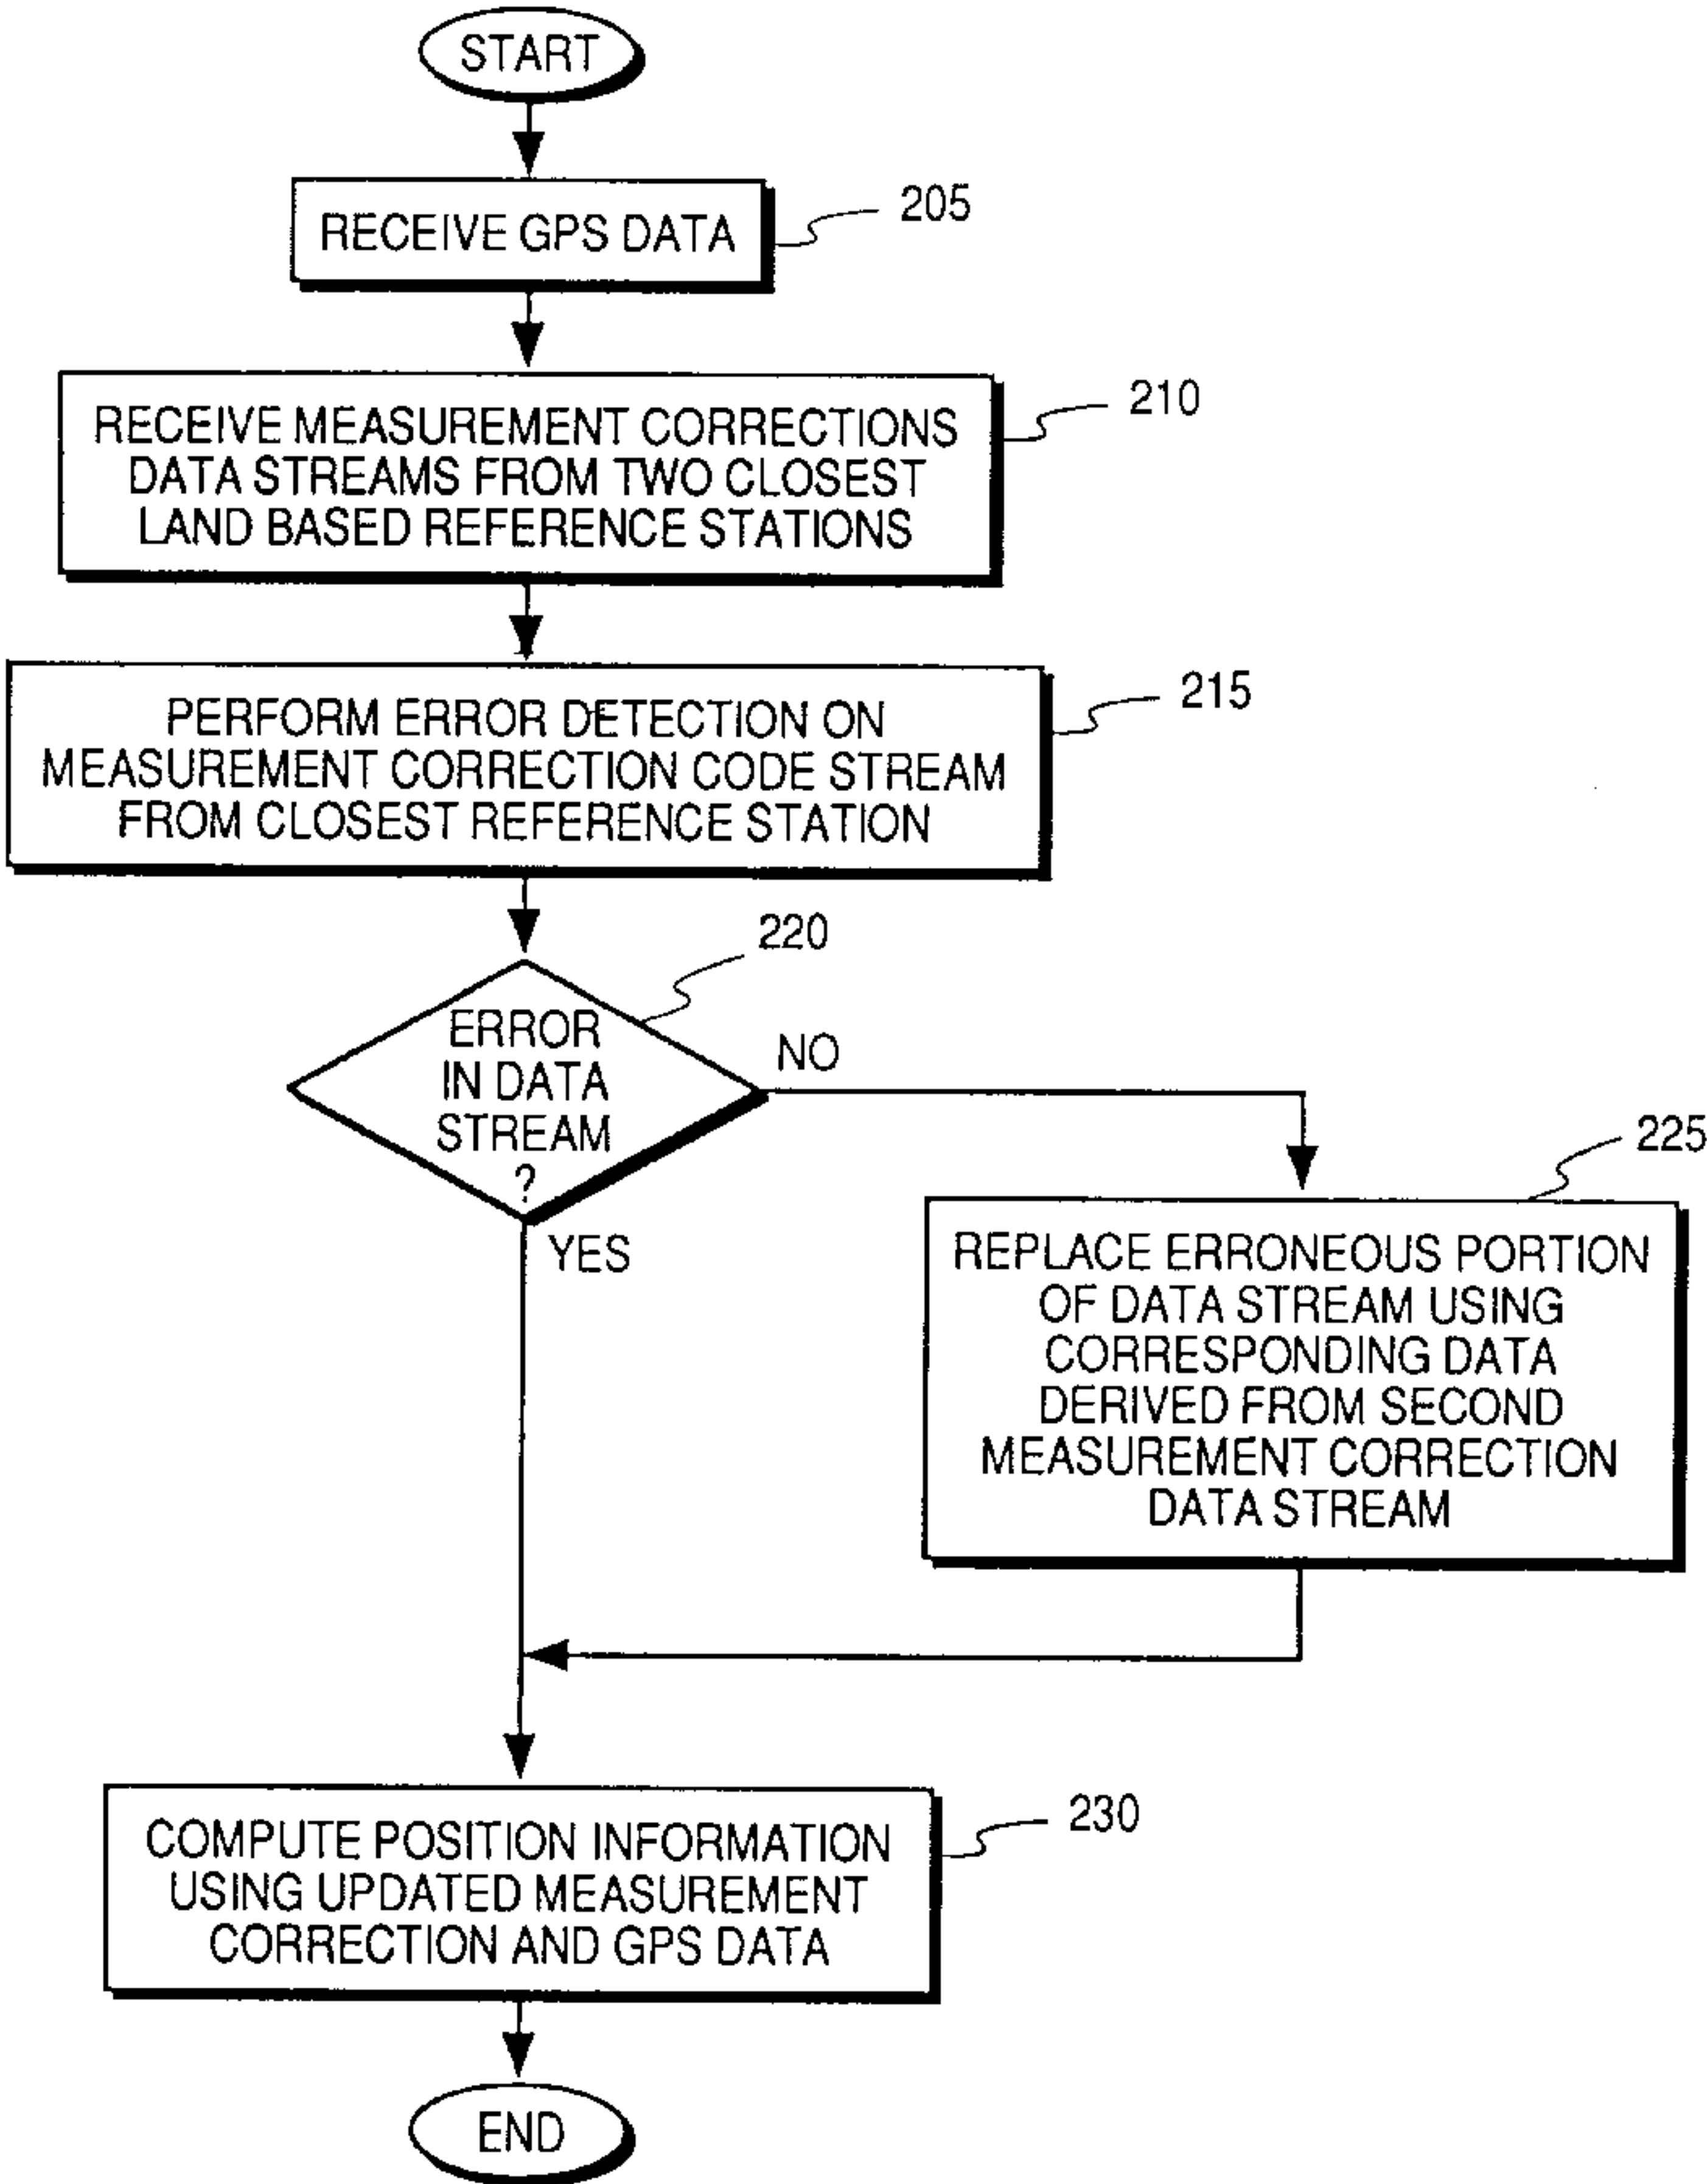 START
RECEIVE GPS DATA
205
RECEIVE MEASUREMENT CORRECTIONS
DATA STREAMS FROM TWO CLOSEST
LAND BASED REFERENCE STATIONS
210
PERFORM ERROR DETECTION ON
MEASUREMENT CORRECTION CODE STREAM
FROM CLOSEST REFERENCE STATION
215
220
ERROR
IN DATA
STREAM
?
NO
YES
225
REPLACE ERRONEOUS PORTION
OF DATA STREAM USING
CORRESPONDING DATA
DERIVED FROM SECOND
MEASUREMENT CORRECTION
DATA STREAM
COMPUTE POSITION INFORMATION
USING UPDATED MEASUREMENT
CORRECTION AND GPS DATA
230
END